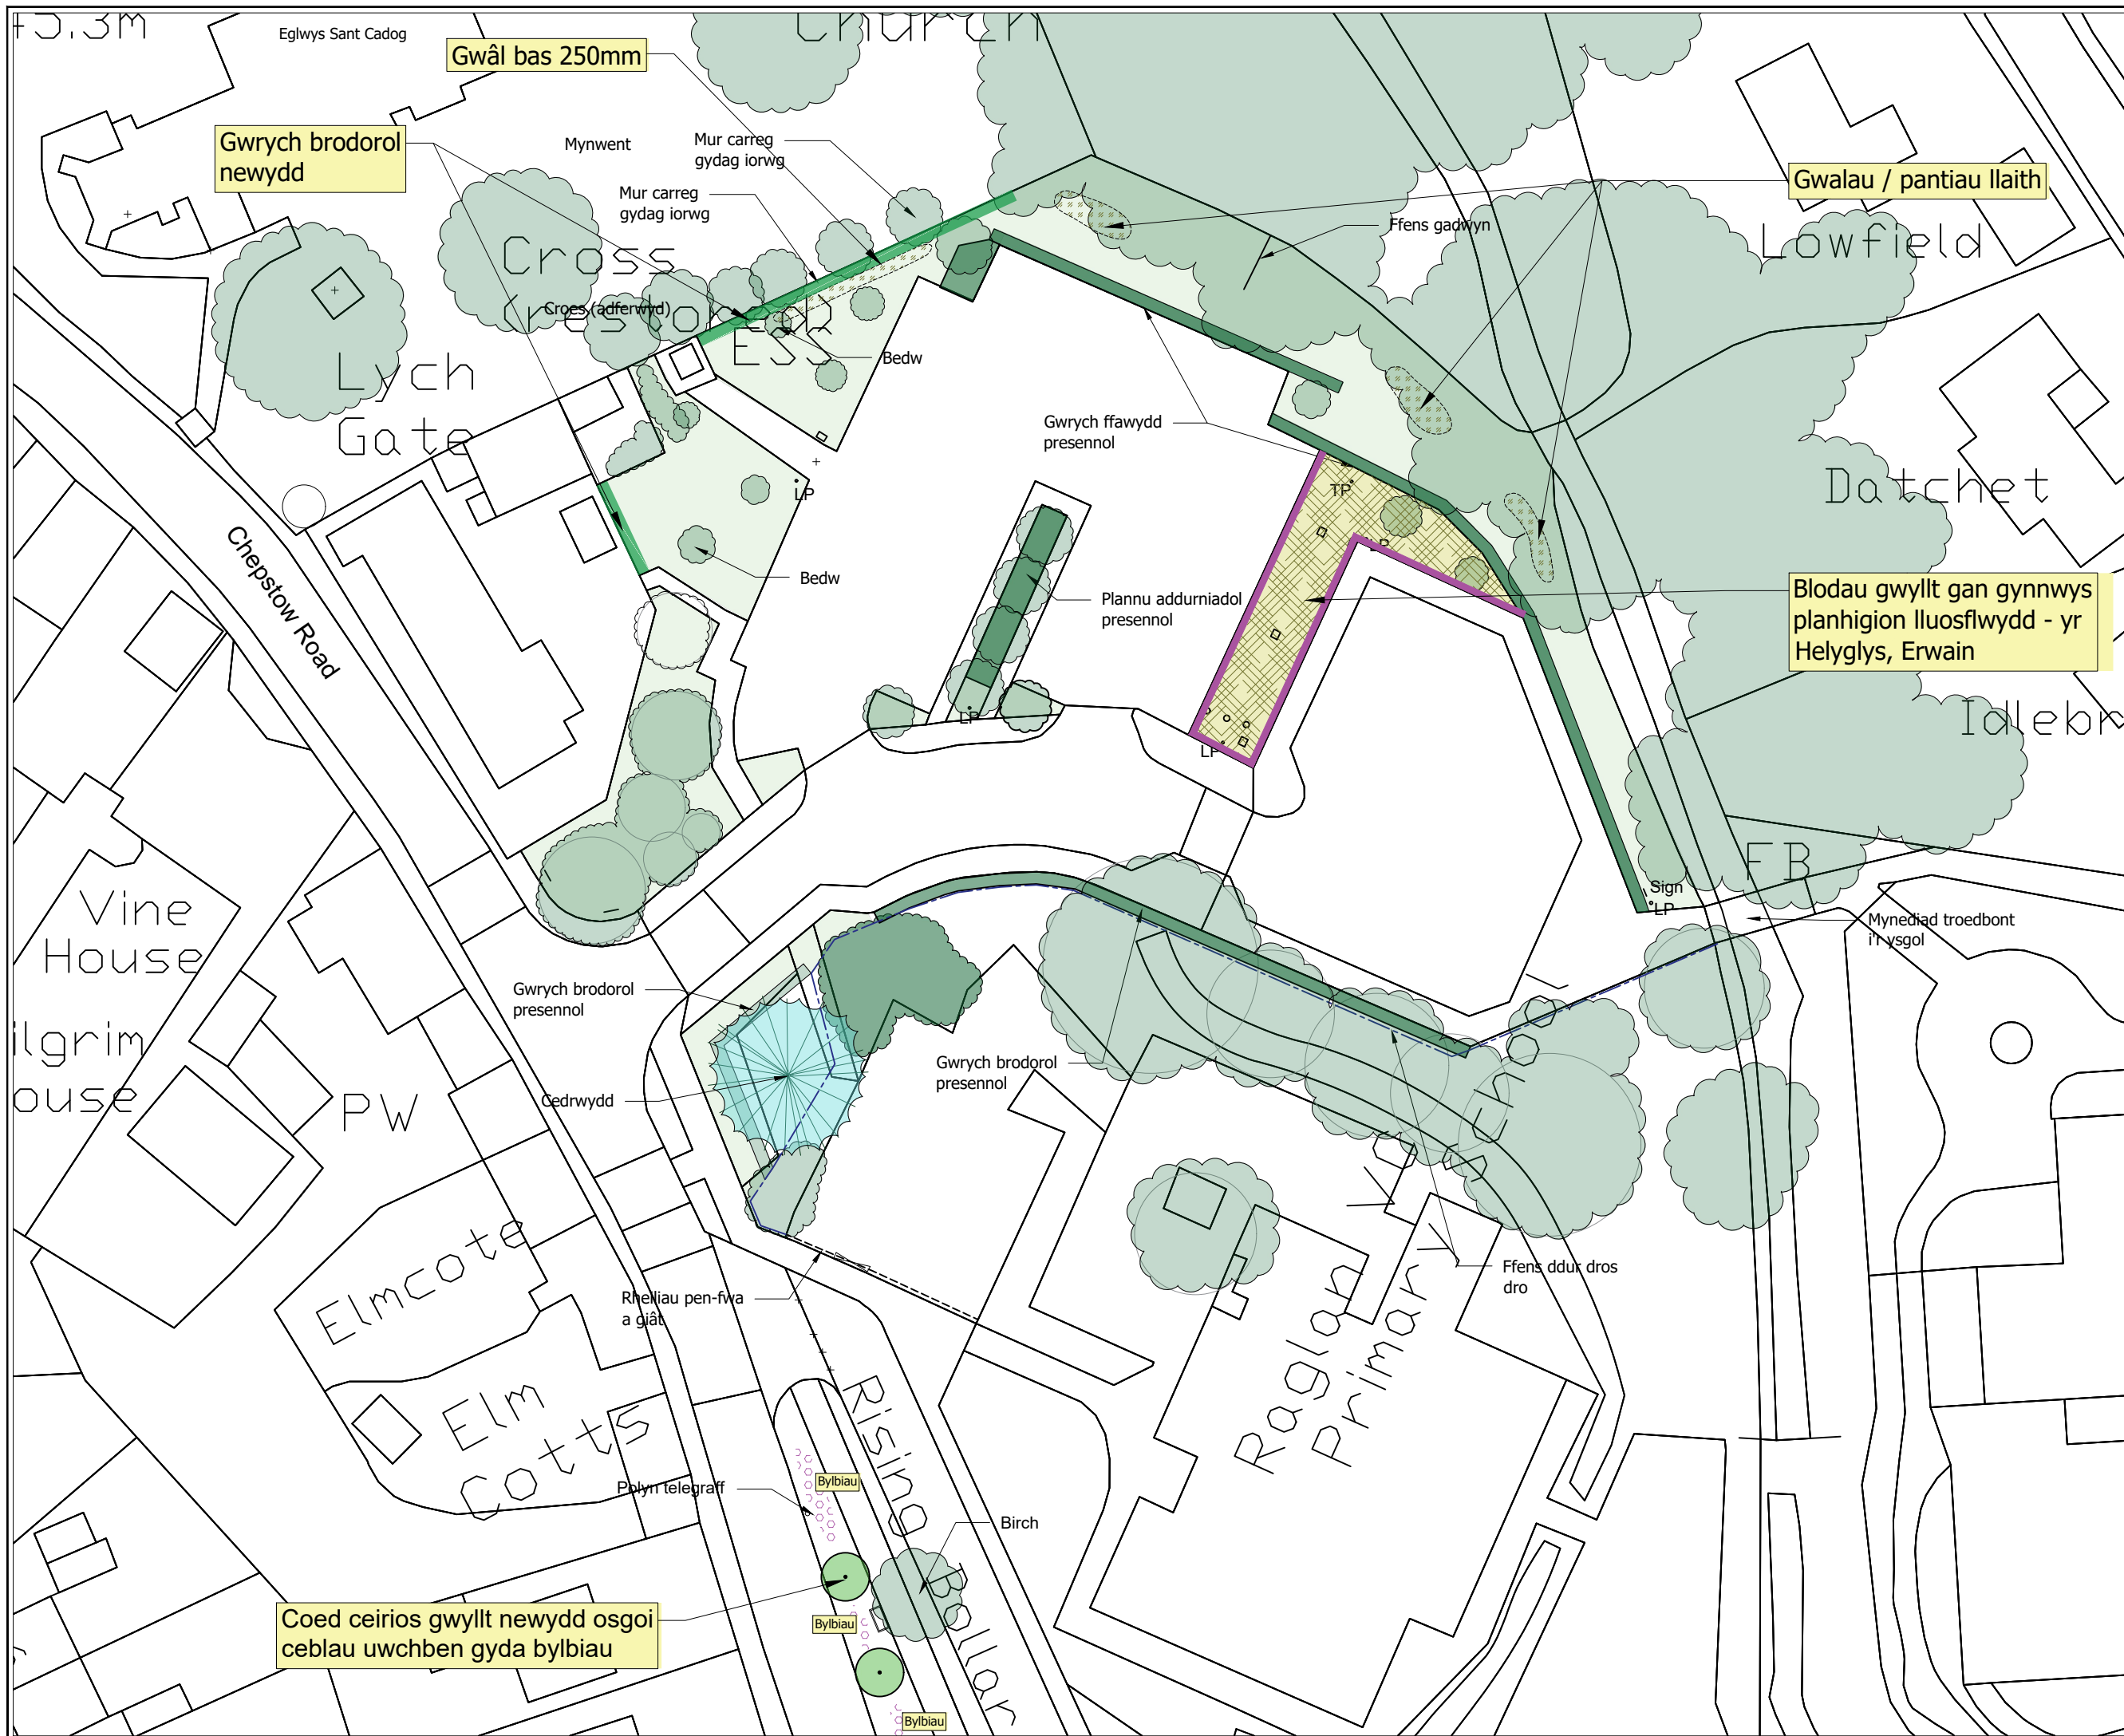 45.3m
Eglwys Sant Cadog
Church
Gwâl bas 250mm
Gwrych brodorol
newydd
Mynwent
Mur carreg
gydag iorwg
Mur carreg
gydag iorwg
Gwalau / pantiau llaith
Ffens gadwyn
Lowfield
Cross
Croes (adferwyd)
ESS
Bedw
Lych
Gate
LP
Gwrych ffawydd
presennol
TP
LP
Datchet
Chepstow Road
Bedw
Plannu addurniadol
presennol
Blodau gwyllt gan gynnwys
planhigion lluosflwydd - yr
Helyglys, Erwain
LP
LP
Vine
House
FB
Sign
LP
Mynediad troedbont
i'r ysgol
Gwrych brodorol
presennol
Gwrych brodorol
presennol
Cedrwydd
PW
Elmcote
Rheiliau pen-fwa
a giât
Ffens ddur dros
dro
Raglan
Primary
Elm
Cotts
Polyn telegraff
Bylbiau
Birch
Coed ceirios gwyllt newydd osgoi
ceblau uwchben gyda bylbiau
Bylbiau
Bylbiau